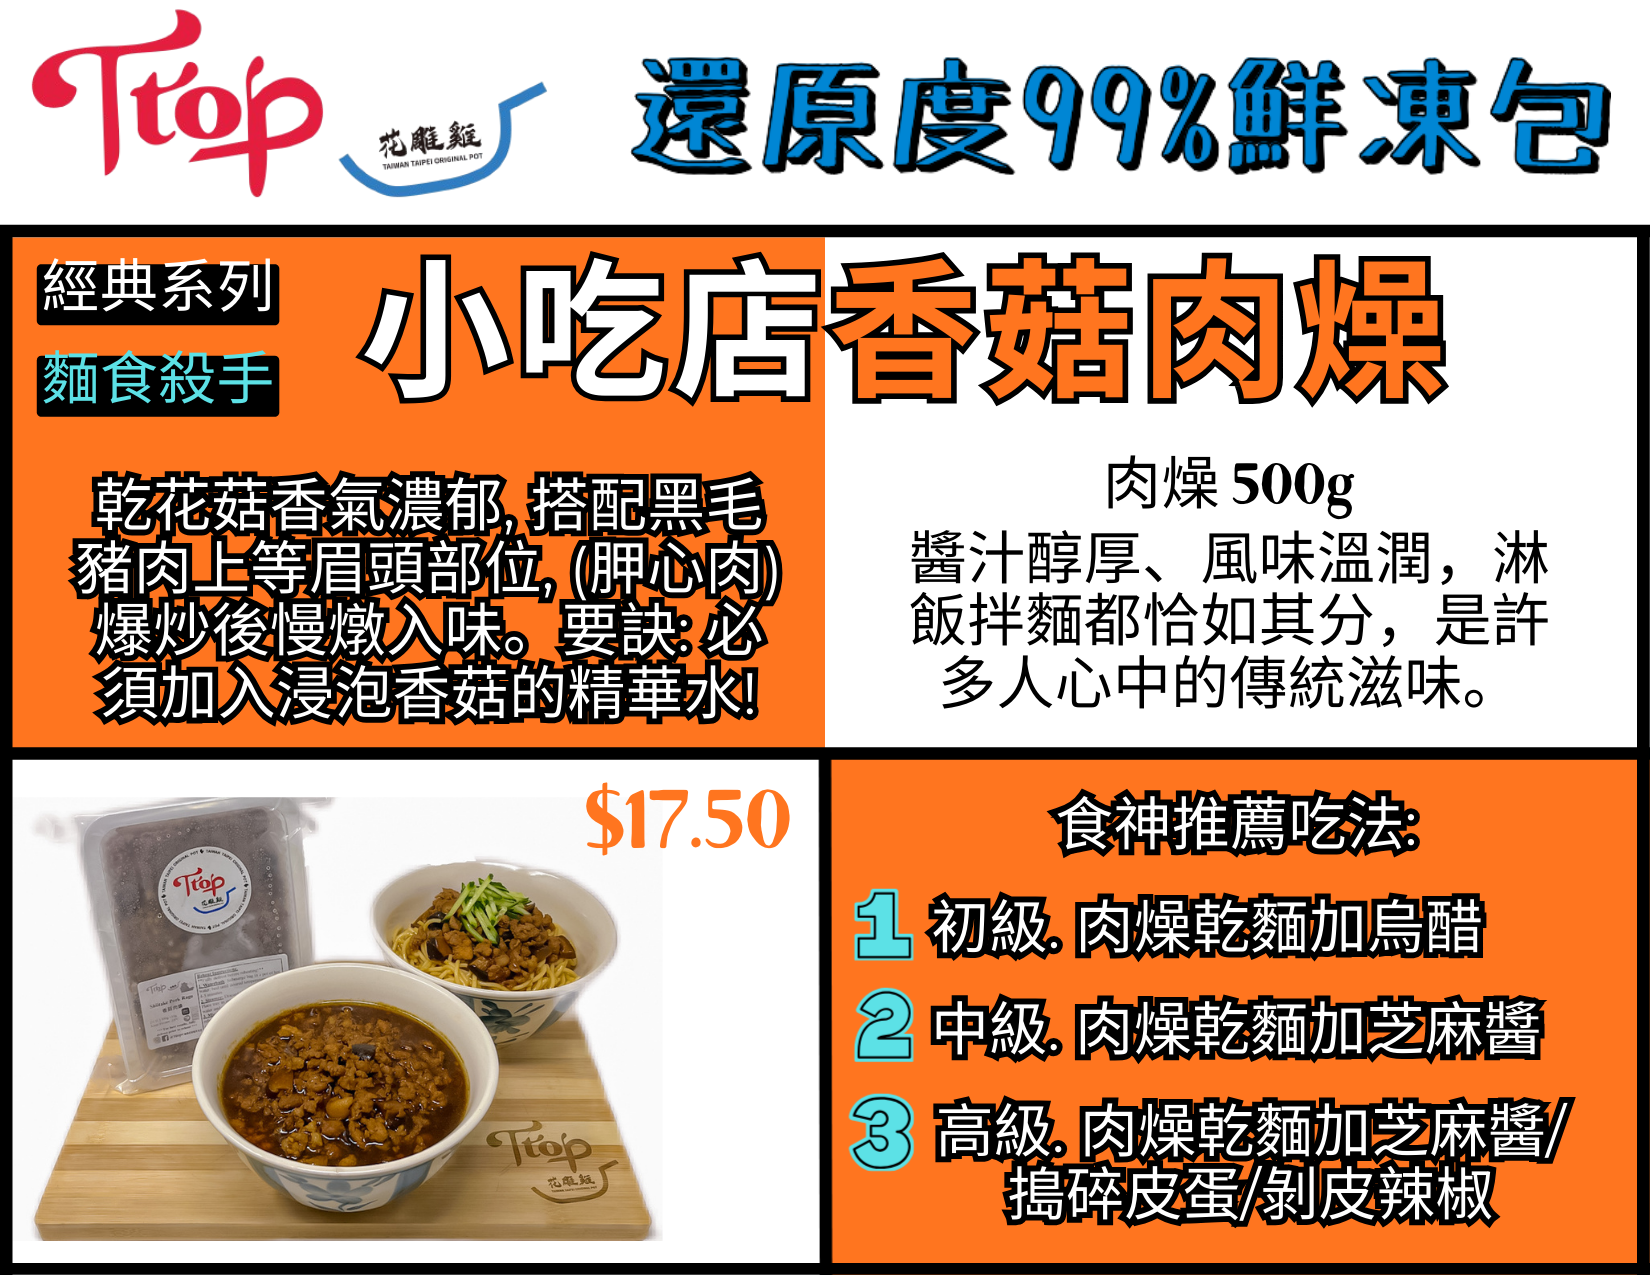 Ttop
花雕雞
TAIWAN TAIPEI ORIGINAL POT
還原度99%鮮凍包
經典系列
麵食殺手
小吃店香菇肉燥
乾花菇香氣濃郁, 搭配黑毛
豬肉上等眉頭部位, (胛心肉)
爆炒後慢燉入味。要訣: 必
須加入浸泡香菇的精華水!
肉燥 500g
醬汁醇厚、風味溫潤，淋
飯拌麵都恰如其分，是許
多人心中的傳統滋味。
$17.50
Ttop
花雕雞
Ttop
花雕雞
食神推薦吃法:
1 初級. 肉燥乾麵加烏醋
2 中級. 肉燥乾麵加芝麻醬
3 高級. 肉燥乾麵加芝麻醬/
搗碎皮蛋/剝皮辣椒